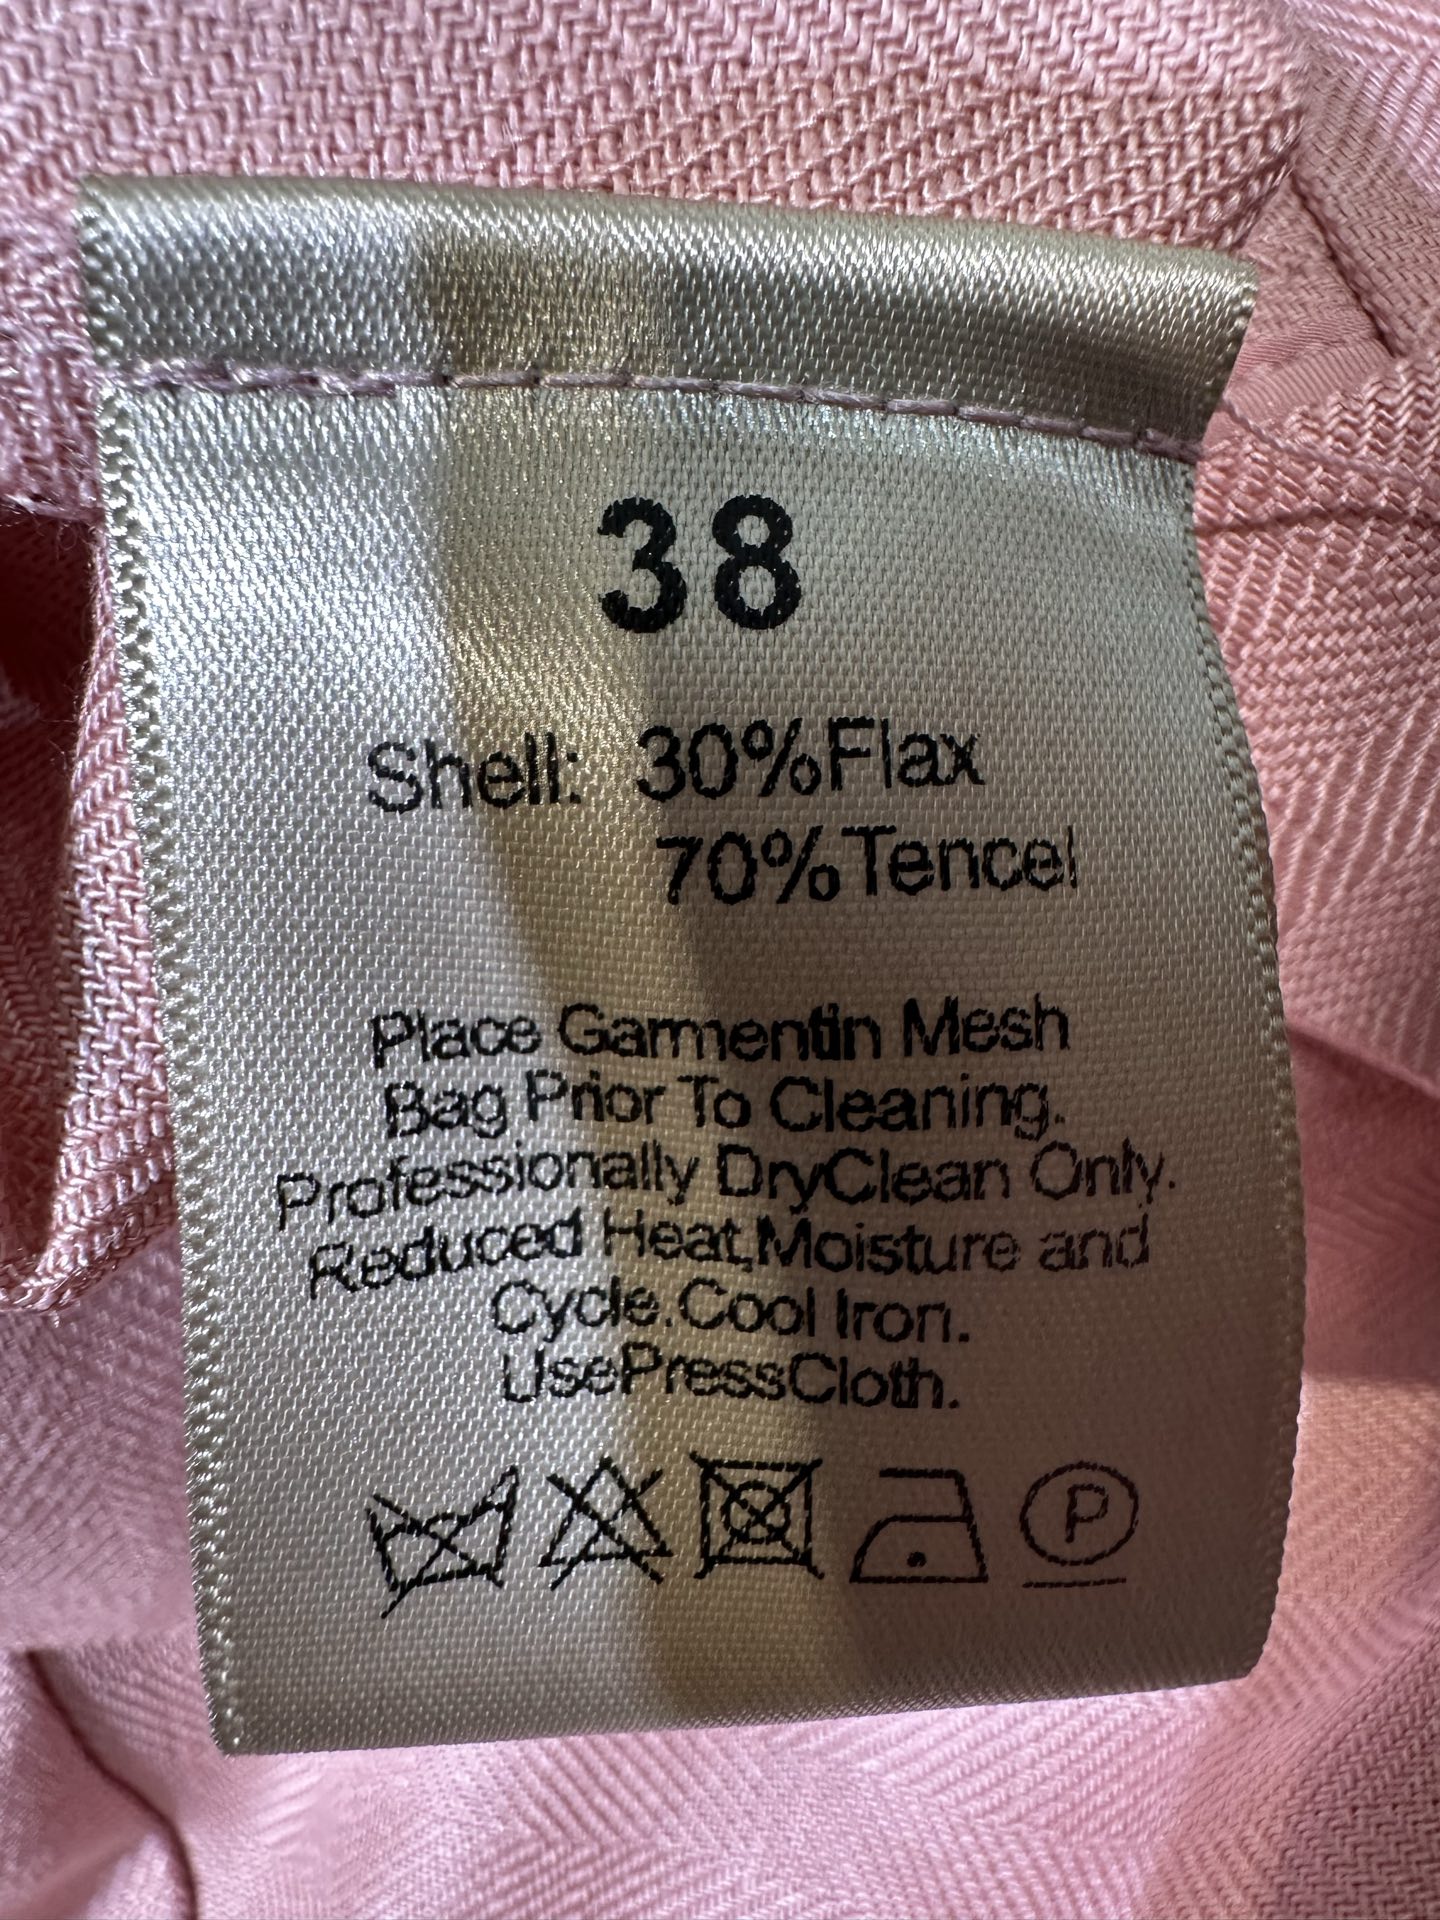 38
Shell: 30%Flax
70%Tencel
Place Garmentin Mesh
Bag Prior To Cleaning.
Professionally DryClean Only.
Reduced Heat,Moisture and
Cycle.Cool Iron.
UsePressCloth.
P